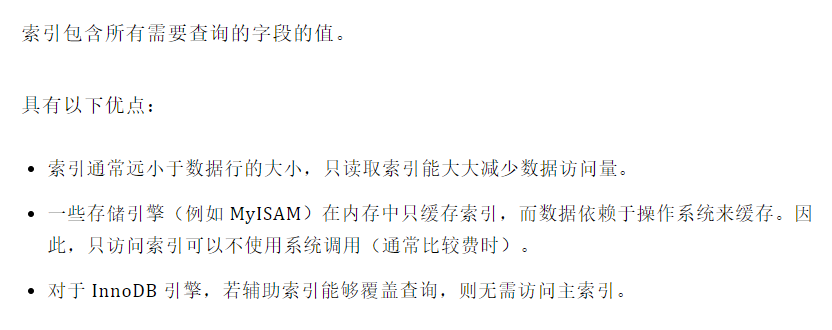 索引包含所有需要查询的字段的值。
具有以下优点：
• 索引通常远小于数据行的大小，只读取索引能大大减少数据访问量。
• 一些存储引擎（例如 MyISAM）在内存中只缓存索引，而数据依赖于操作系统来缓存。因
此，只访问索引可以不使用系统调用（通常比较费时）。
• 对于 InnoDB 引擎，若辅助索引能够覆盖查询，则无需访问主索引。